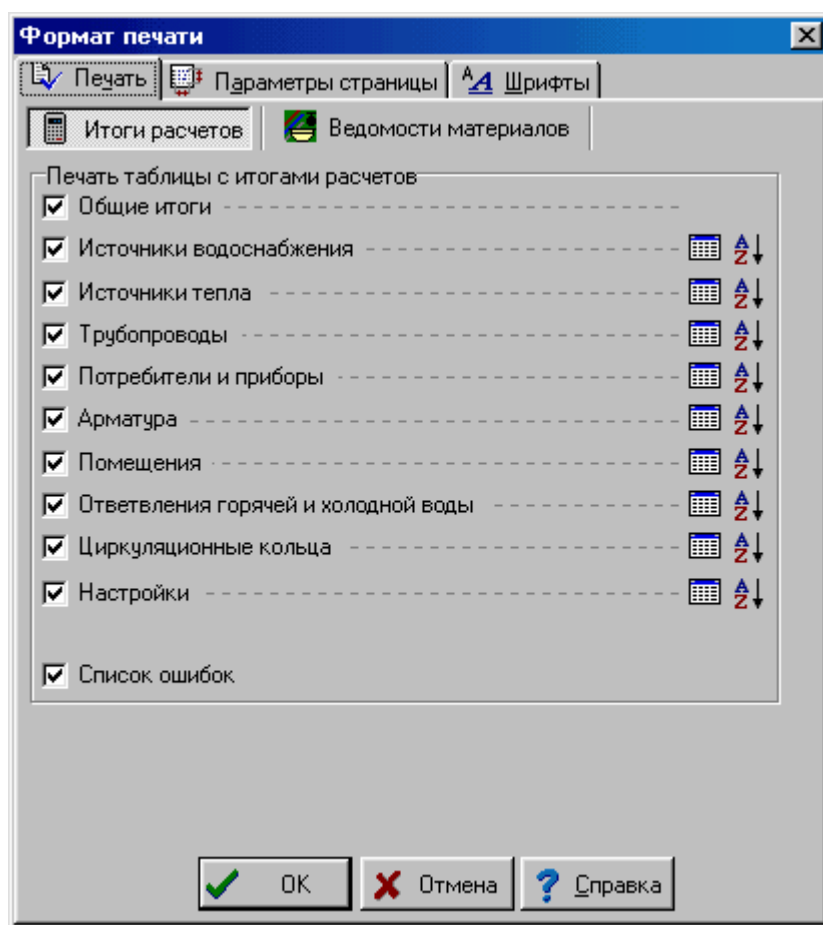 Формат печати
Печать Параметры страницы Шрифты
Итоги расчетов Ведомости материалов
Печать таблицы с итогами расчетов
Общие итоги
Источники водоснабжения
Источники тепла
Трубопроводы
Потребители и приборы
Арматура
Помещения
Ответвления горячей и холодной воды
Циркуляционные кольца
Настройки
Список ошибок
OK Отмена Справка